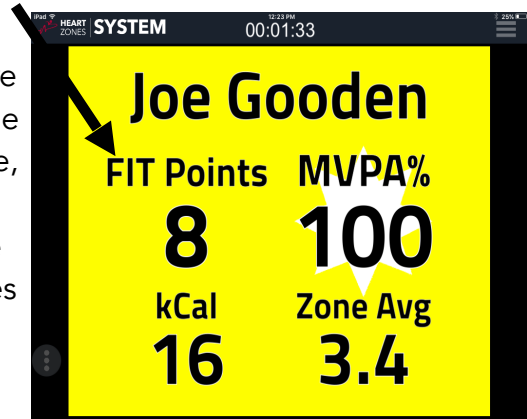 iPad 12:23 PM 25%
HEART ZONES SYSTEM 00:01:33
e
e
e,
es
Joe Gooden
FIT Points MVPA%
8 100
kCal Zone Avg
16 3.4